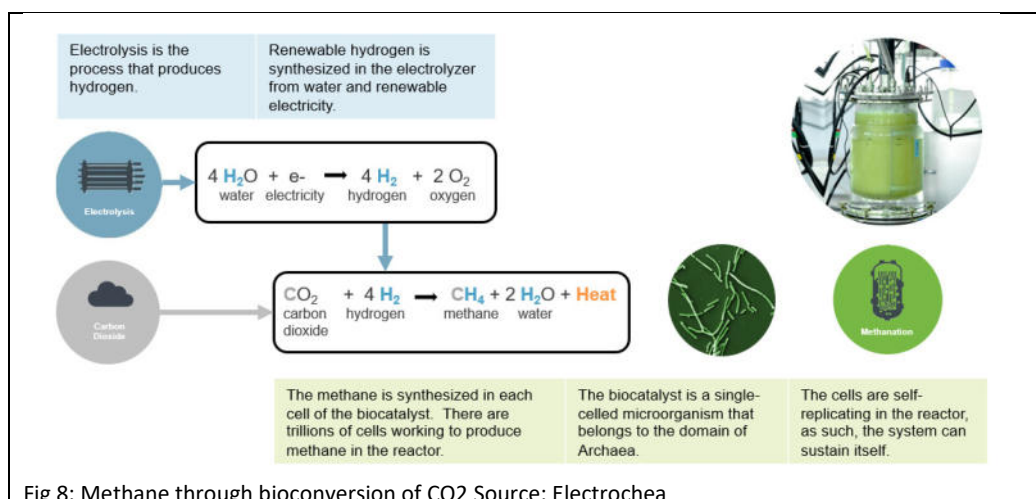 Electrolysis is the
process that produces
hydrogen.
Renewable hydrogen is
synthesized in the electrolyzer
from water and renewable
electricity.
Electrolysis
4 H₂O + e- → 4 H₂ + 2 O₂
water electricity hydrogen oxygen
Carbon
Dioxide
CO₂ + 4 H₂ → CH₄ + 2 H₂O + Heat
carbon hydrogen methane water
dioxide
Methanation
The methane is synthesized in each
cell of the biocatalyst. There are
trillions of cells working to produce
methane in the reactor.
The biocatalyst is a single-
celled microorganism that
belongs to the domain of
Archaea.
The cells are self-
replicating in the reactor,
as such, the system can
sustain itself.
Fig 8: Methane through bioconversion of CO2 Source: Electrochea